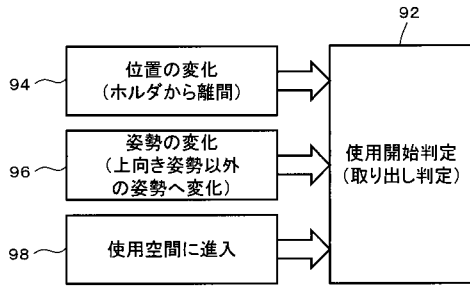 92
94
位置の変化
(ホルダから離間)
96
姿勢の変化
(上向き姿勢以外
の姿勢へ変化)
98
使用空間に進入
使用開始判定
(取り出し判定)